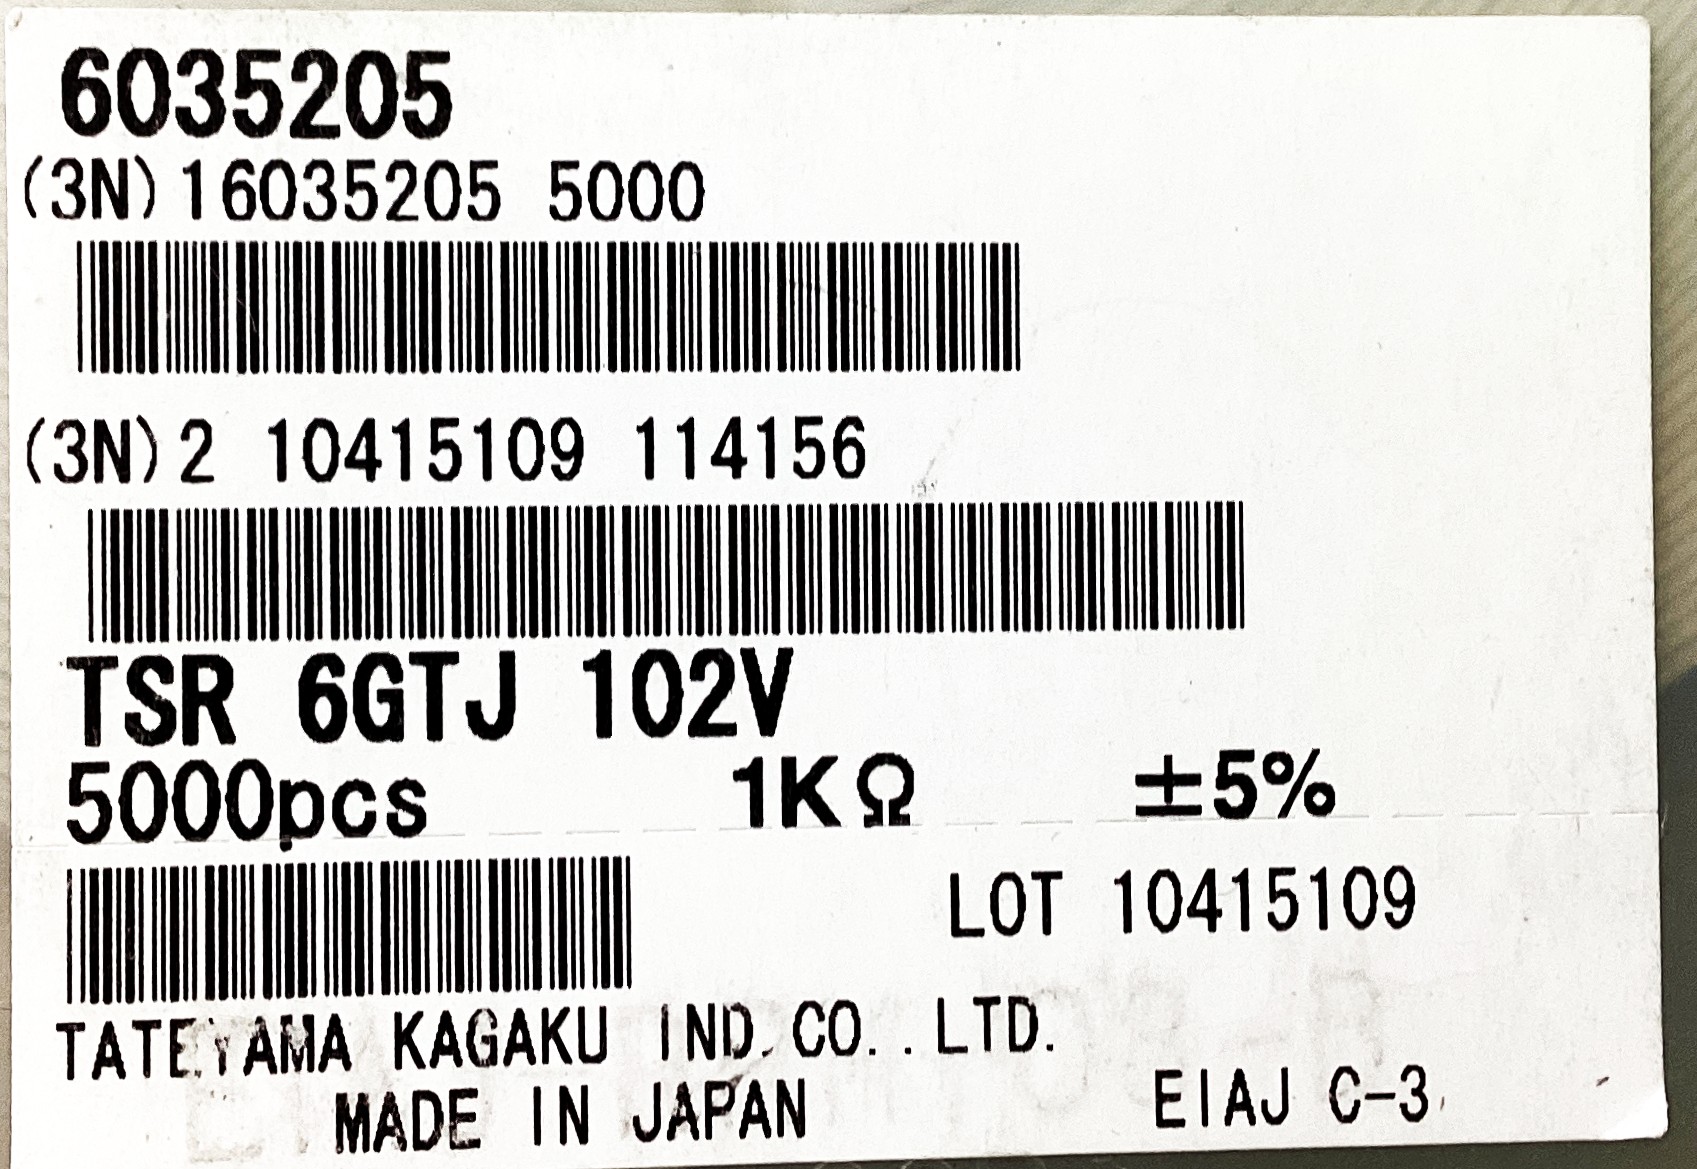 6035205
(3N)16035205 5000
(3N)2 10415109 114156
TSR 6GTJ 102V
5000pcs 1KΩ ±5%
LOT 10415109
TATEYAMA KAGAKU IND.CO..LTD.
MADE IN JAPAN EIAJ C-3